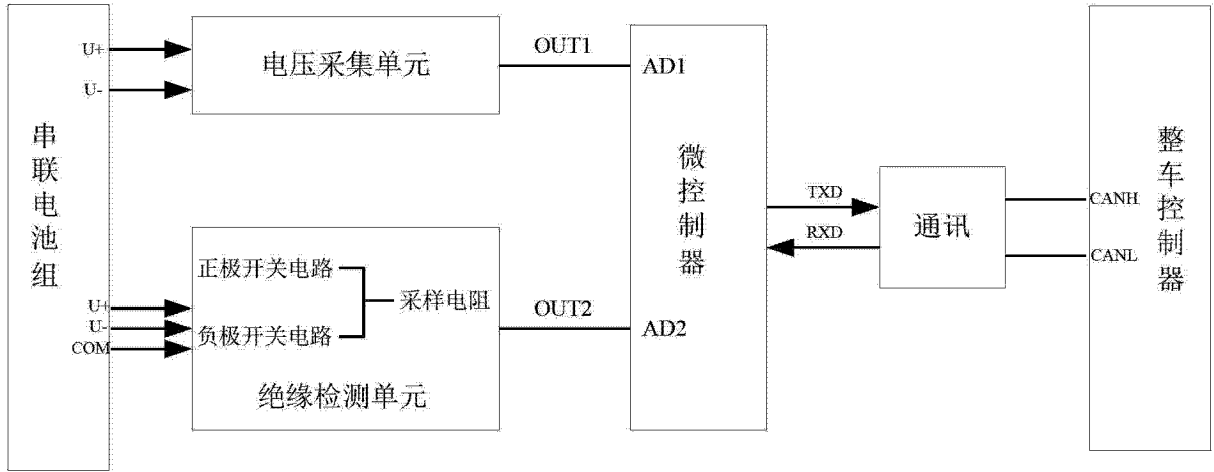 串联电池组
U+
U-
电压采集单元
OUT1
AD1
微控制器
U+
U-
COM
正极开关电路
负极开关电路
采样电阻
绝缘检测单元
OUT2
AD2
TXD
RXD
通讯
CANH
CANL
整车控制器